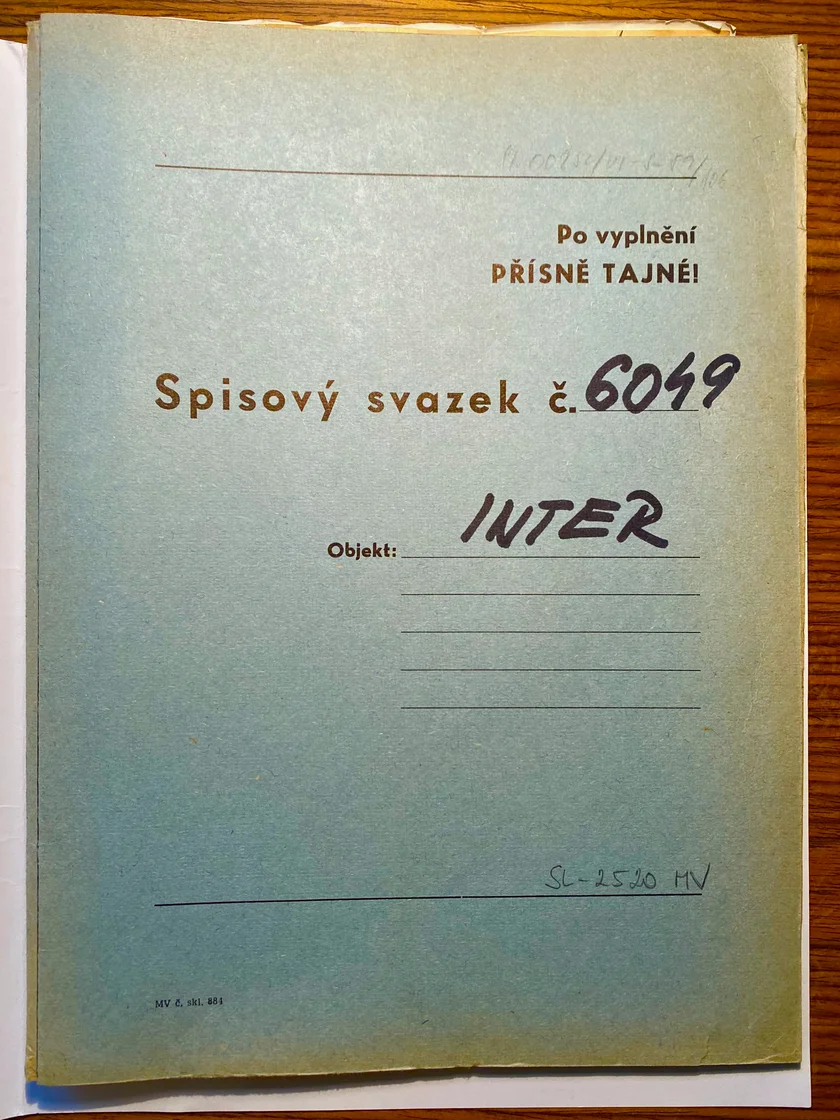 Po vyplnění
PŘÍSNĚ TAJNÉ!
Spisový svazek č. 6049
INTER
Objekt:
SL-2520 MV
MV č. skl. 884